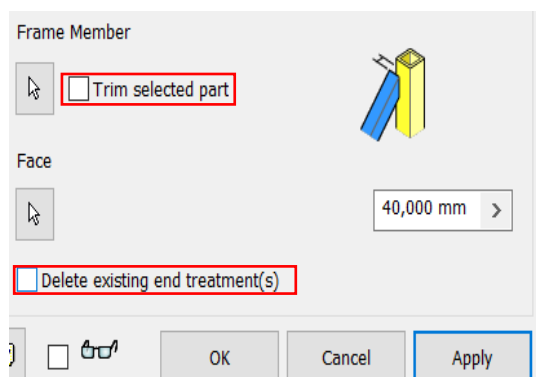 Frame Member
Trim selected part
Face
40,000 mm
Delete existing end treatment(s)
OK Cancel Apply